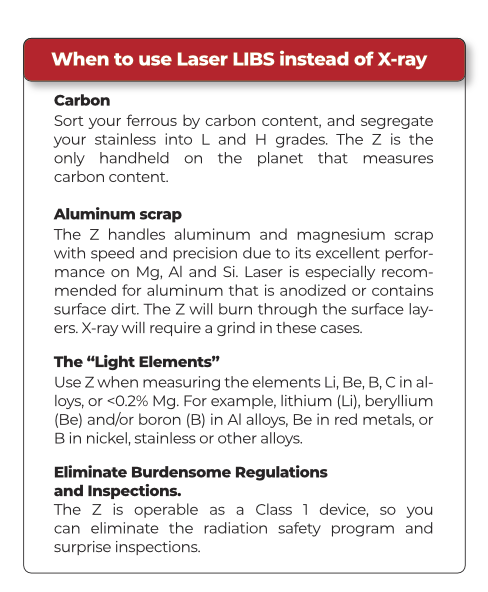 When to use Laser LIBS instead of X-ray
Carbon
Sort your ferrous by carbon content, and segregate
your stainless into L and H grades. The Z is the
only handheld on the planet that measures
carbon content.
Aluminum scrap
The Z handles aluminum and magnesium scrap
with speed and precision due to its excellent perfor-
mance on Mg, Al and Si. Laser is especially recom-
mended for aluminum that is anodized or contains
surface dirt. The Z will burn through the surface lay-
ers. X-ray will require a grind in these cases.
The “Light Elements”
Use Z when measuring the elements Li, Be, B, C in al-
loys, or <0.2% Mg. For example, lithium (Li), beryllium
(Be) and/or boron (B) in Al alloys, Be in red metals, or
B in nickel, stainless or other alloys.
Eliminate Burdensome Regulations
and Inspections.
The Z is operable as a Class 1 device, so you
can eliminate the radiation safety program and
surprise inspections.